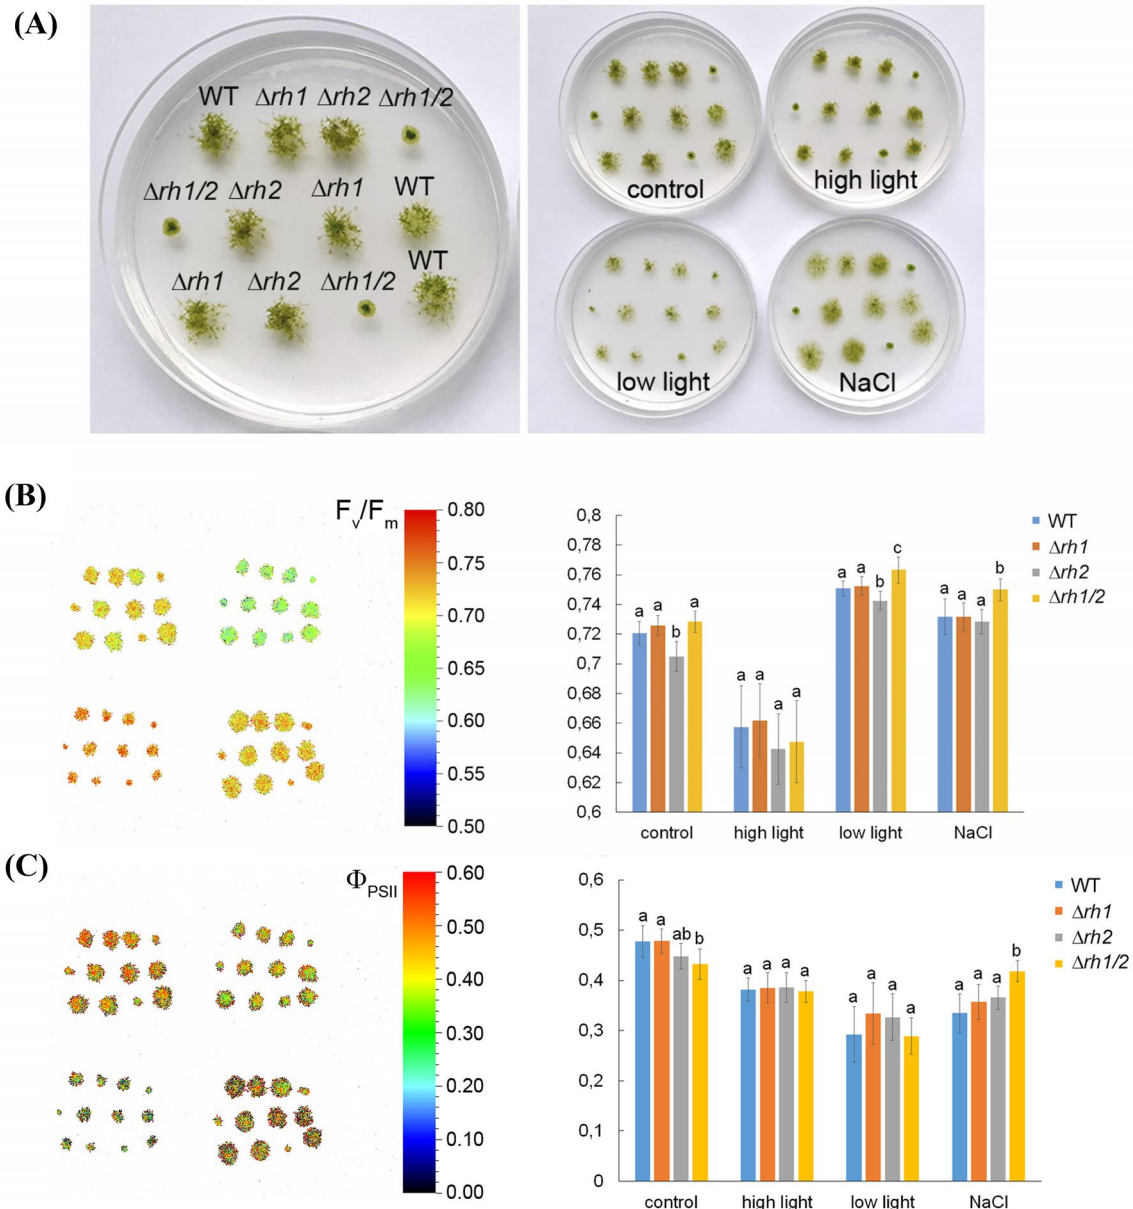 (A)
WT Δrh1 Δrh2 Δrh1/2
Δrh1/2 Δrh2 Δrh1 WT
Δrh1 Δrh2 Δrh1/2 WT
control
high light
low light
NaCl
(B)
Fv/Fm
0.80
0.75
0.70
0.65
0.60
0.55
0.50
0,8
0,78
0,76
0,74
0,72
0,7
0,68
0,66
0,64
0,62
0,6
a a b a
a a a a
a a b c
a a a b
control high light low light NaCl
WT
Δrh1
Δrh2
Δrh1/2
(C)
ΦPSII
0.60
0.50
0.40
0.30
0.20
0.10
0.00
0,6
0,5
0,4
0,3
0,2
0,1
0
a a ab b
a a a a
a a a a
a a a b
control high light low light NaCl
WT
Δrh1
Δrh2
Δrh1/2